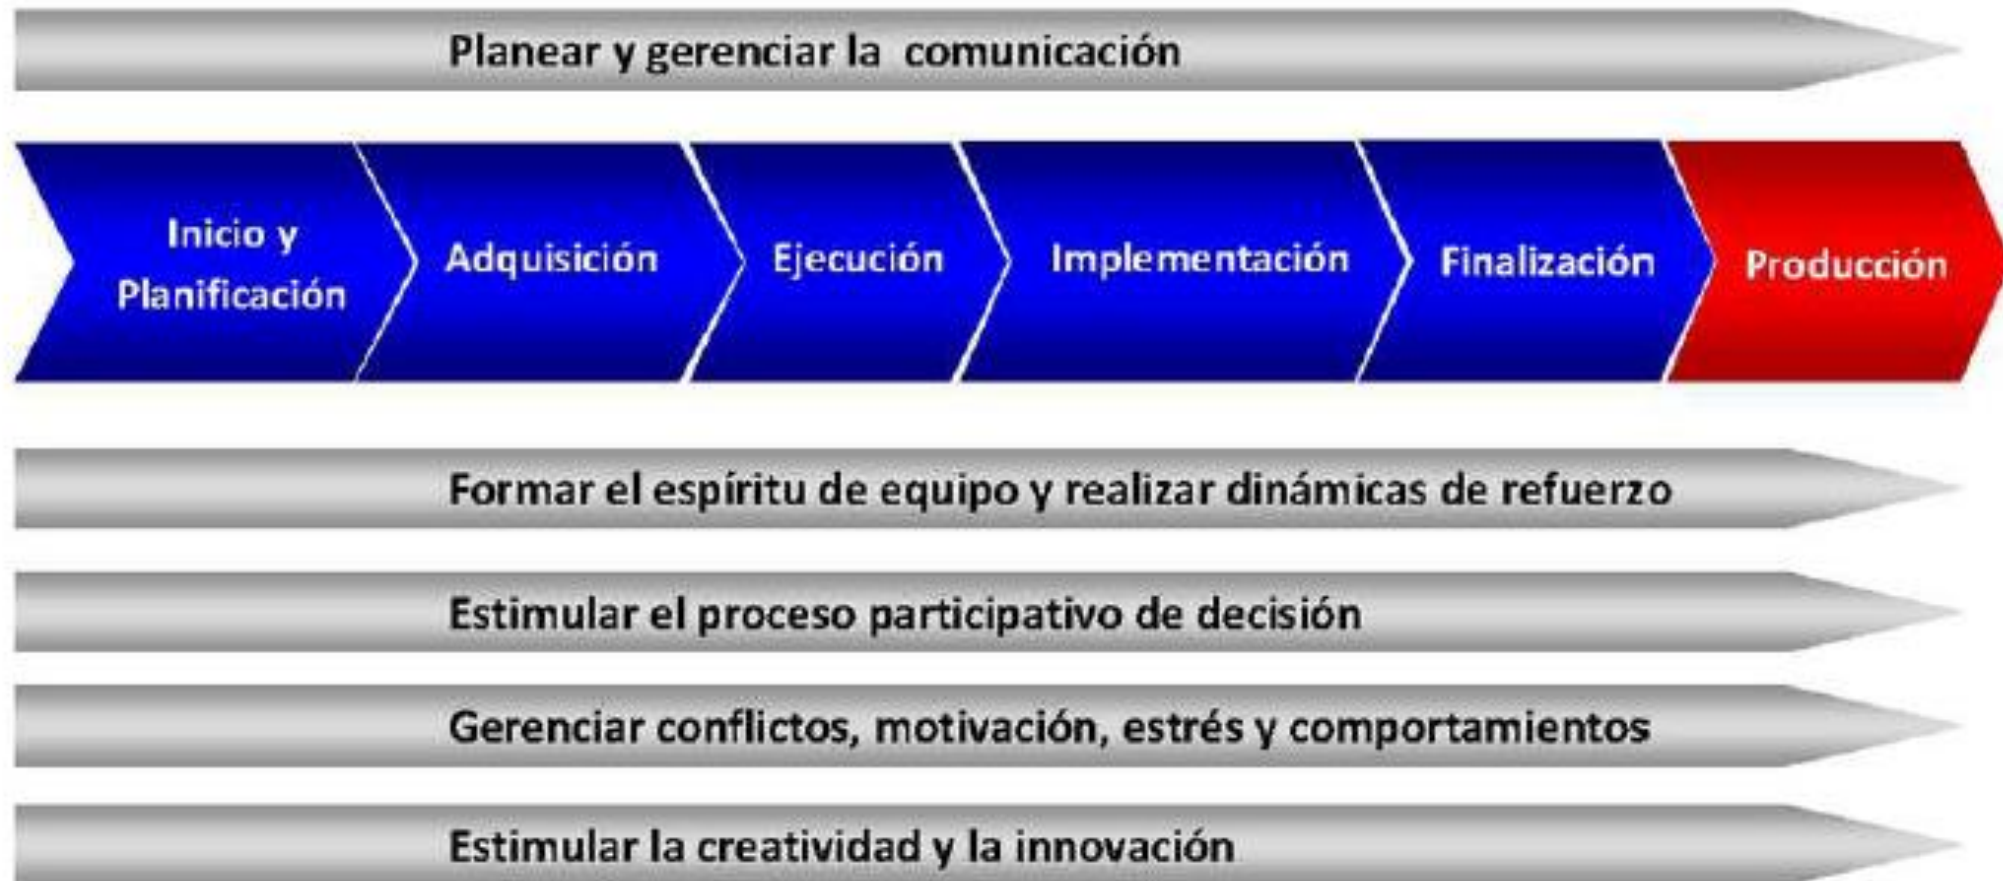 Planear y gerenciar la comunicación
Inicio y
Planificación
Adquisición
Ejecución
Implementación
Finalización
Producción
Formar el espíritu de equipo y realizar dinámicas de refuerzo
Estimular el proceso participativo de decisión
Gerenciar conflictos, motivación, estrés y comportamientos
Estimular la creatividad y la innovación